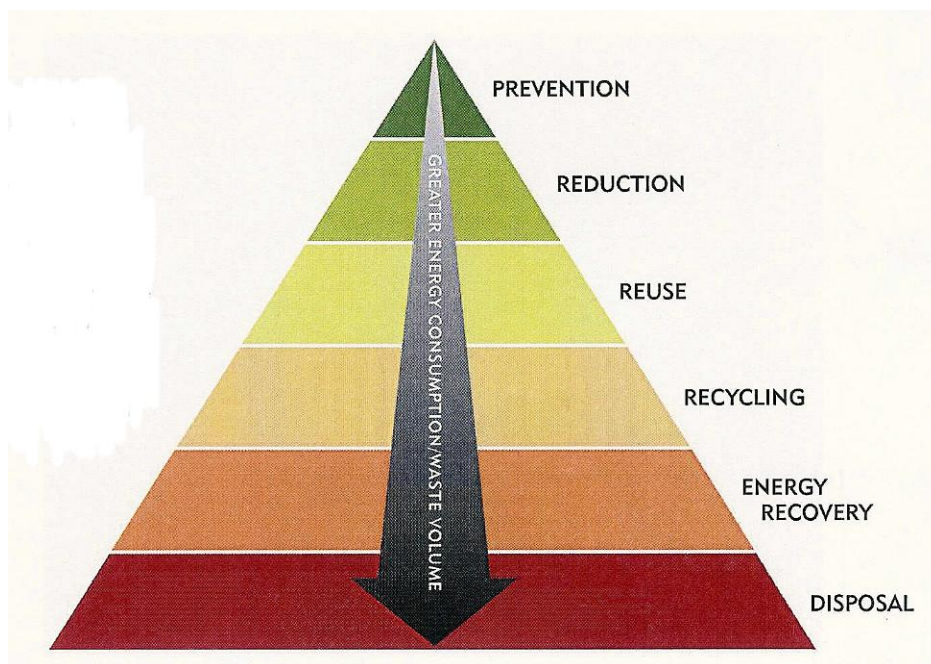 PREVENTION
REDUCTION
REUSE
RECYCLING
ENERGY
RECOVERY
DISPOSAL
GREATER ENERGY CONSUMPTION/WASTE VOLUME